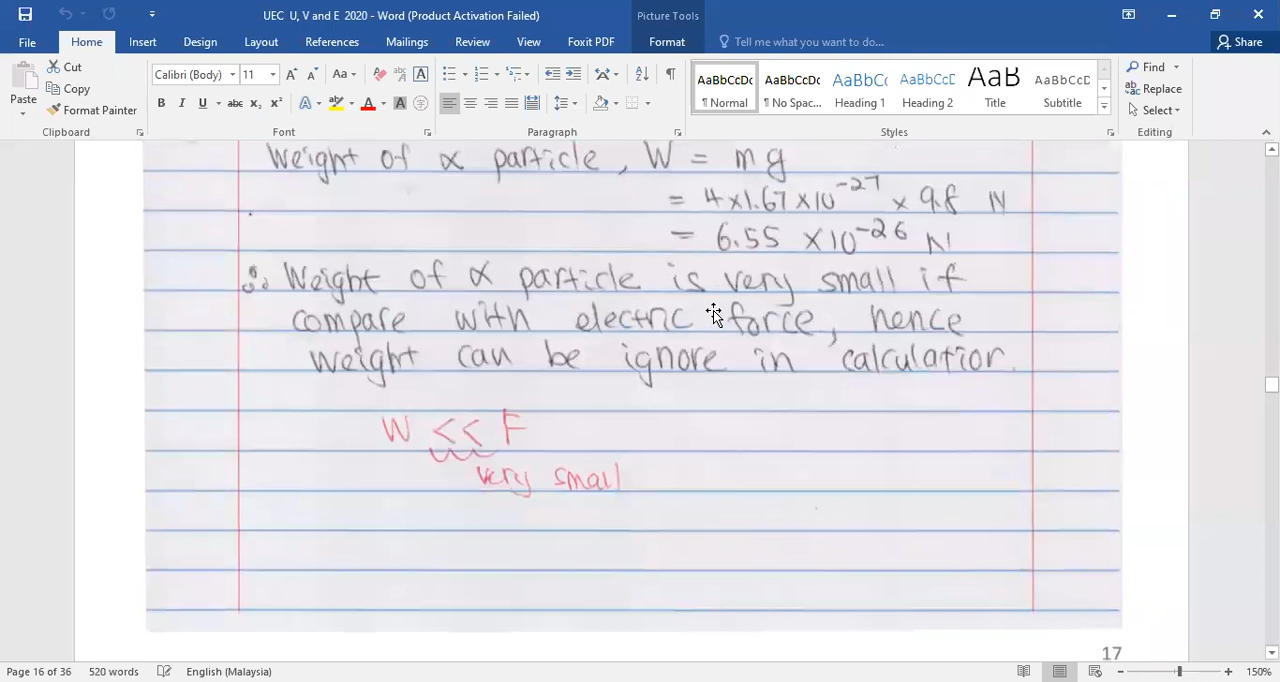 UEC U, V and E 2020 - Word (Product Activation Failed)
Picture Tools
File
Home
Insert
Design
Layout
References
Mailings
Review
View
Foxit PDF
Format
Tell me what you want to do...
Share
Paste
Cut
Copy
Format Painter
Clipboard
Calibri (Body)
11
Font
Paragraph
AaBbCcDc
¶ Normal
AaBbCcDc
¶ No Spec...
AaBbCc
Heading 1
AaBbCcD
Heading 2
AaB
Title
AaBbCcD
Subtitle
Styles
Find
Replace
Select
Editing
Weight of α particle, W = mg
= 4×1.67×10⁻²⁷ × 9.8 N
= 6.55 ×10⁻²⁶ N
∴ Weight of α particle is very small if
compare with electric force, hence
weight can be ignore in calculation.
W << F
very small
17
Page 16 of 36
520 words
English (Malaysia)
150%